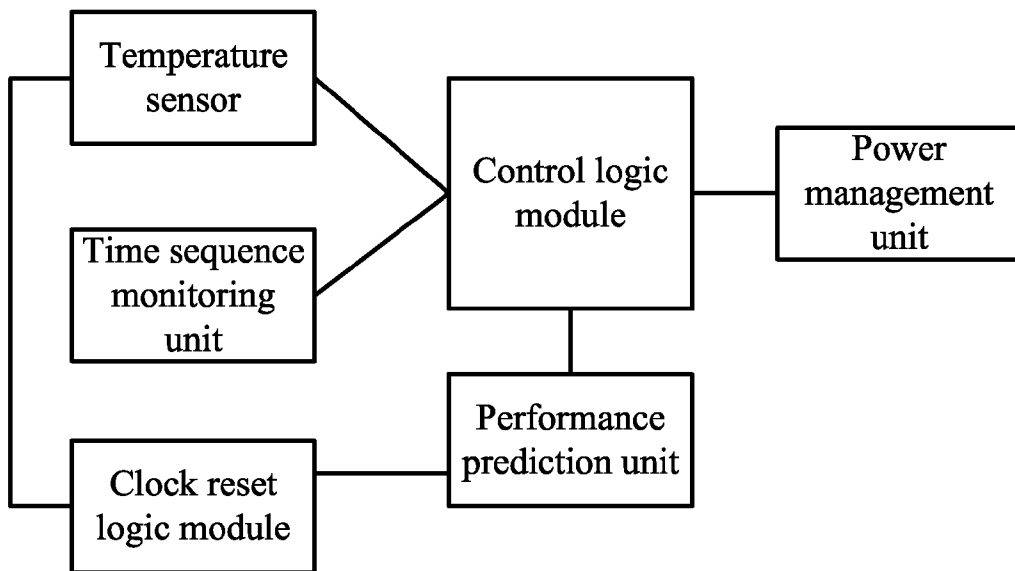 Temperature
sensor
Time sequence
monitoring
unit
Clock reset
logic module
Control logic
module
Performance
prediction unit
Power
management
unit